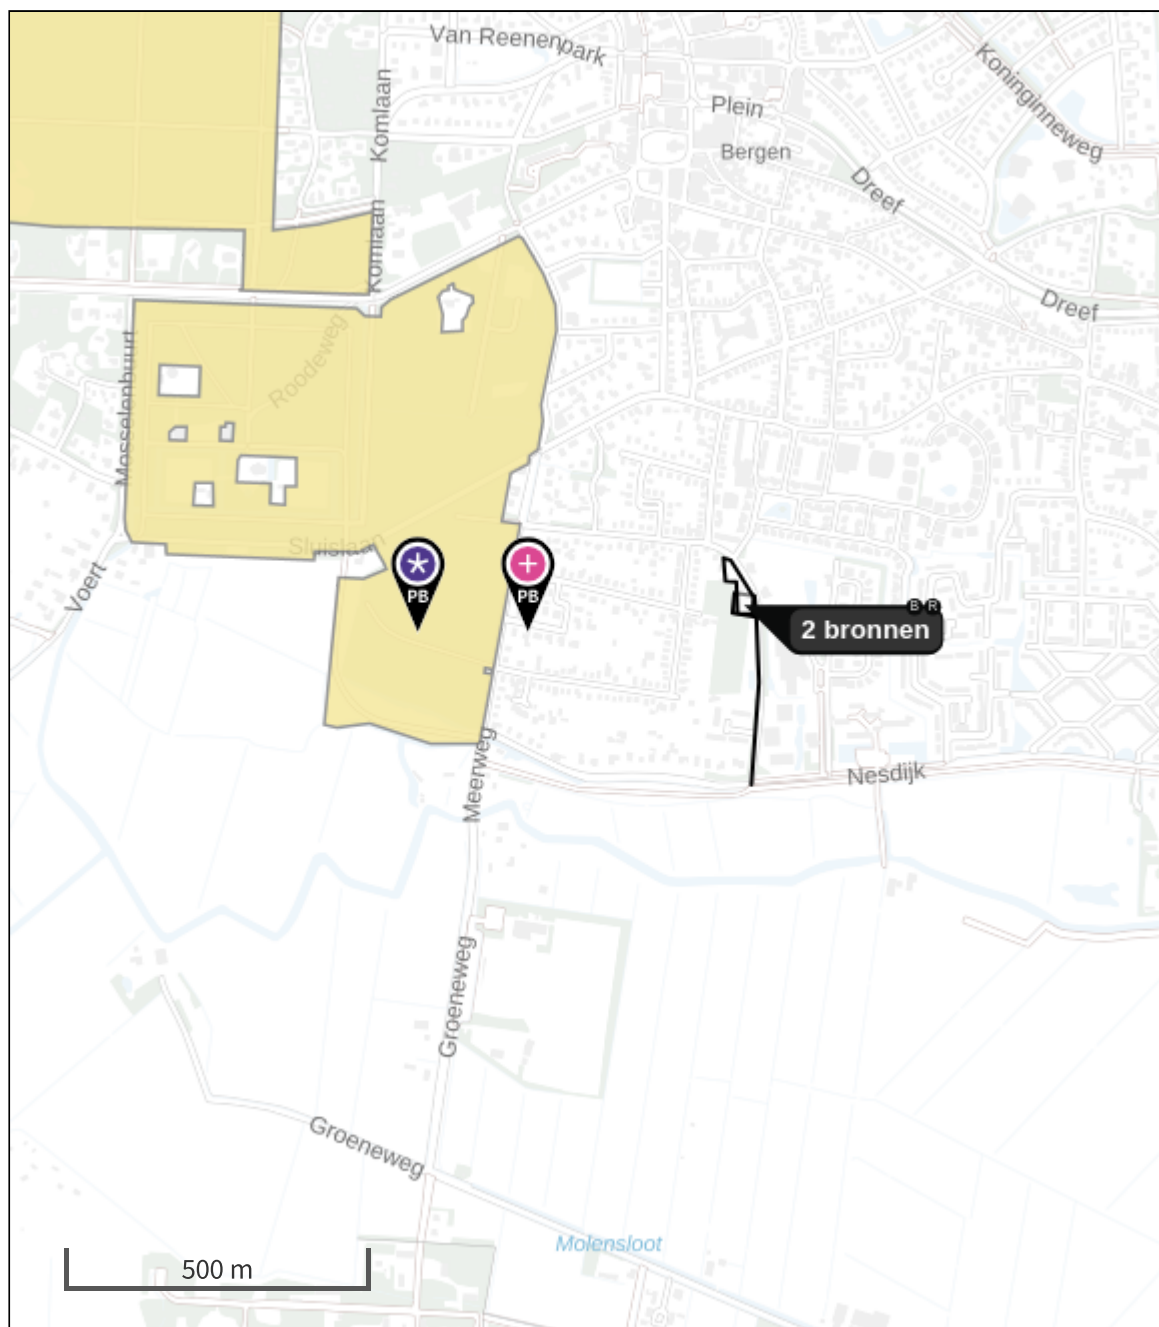 Van Reenenpark
Koninginneweg
Komlaan
Plein
Bergen
Dreef
Komlaan
Dreef
Roodeweg
Mosselenbuurt
Sluislaan
Voert
PB
PB
B R
2 bronnen
Meerweg
Nesdijk
Groeneweg
Groeneweg
Molensloot
500 m